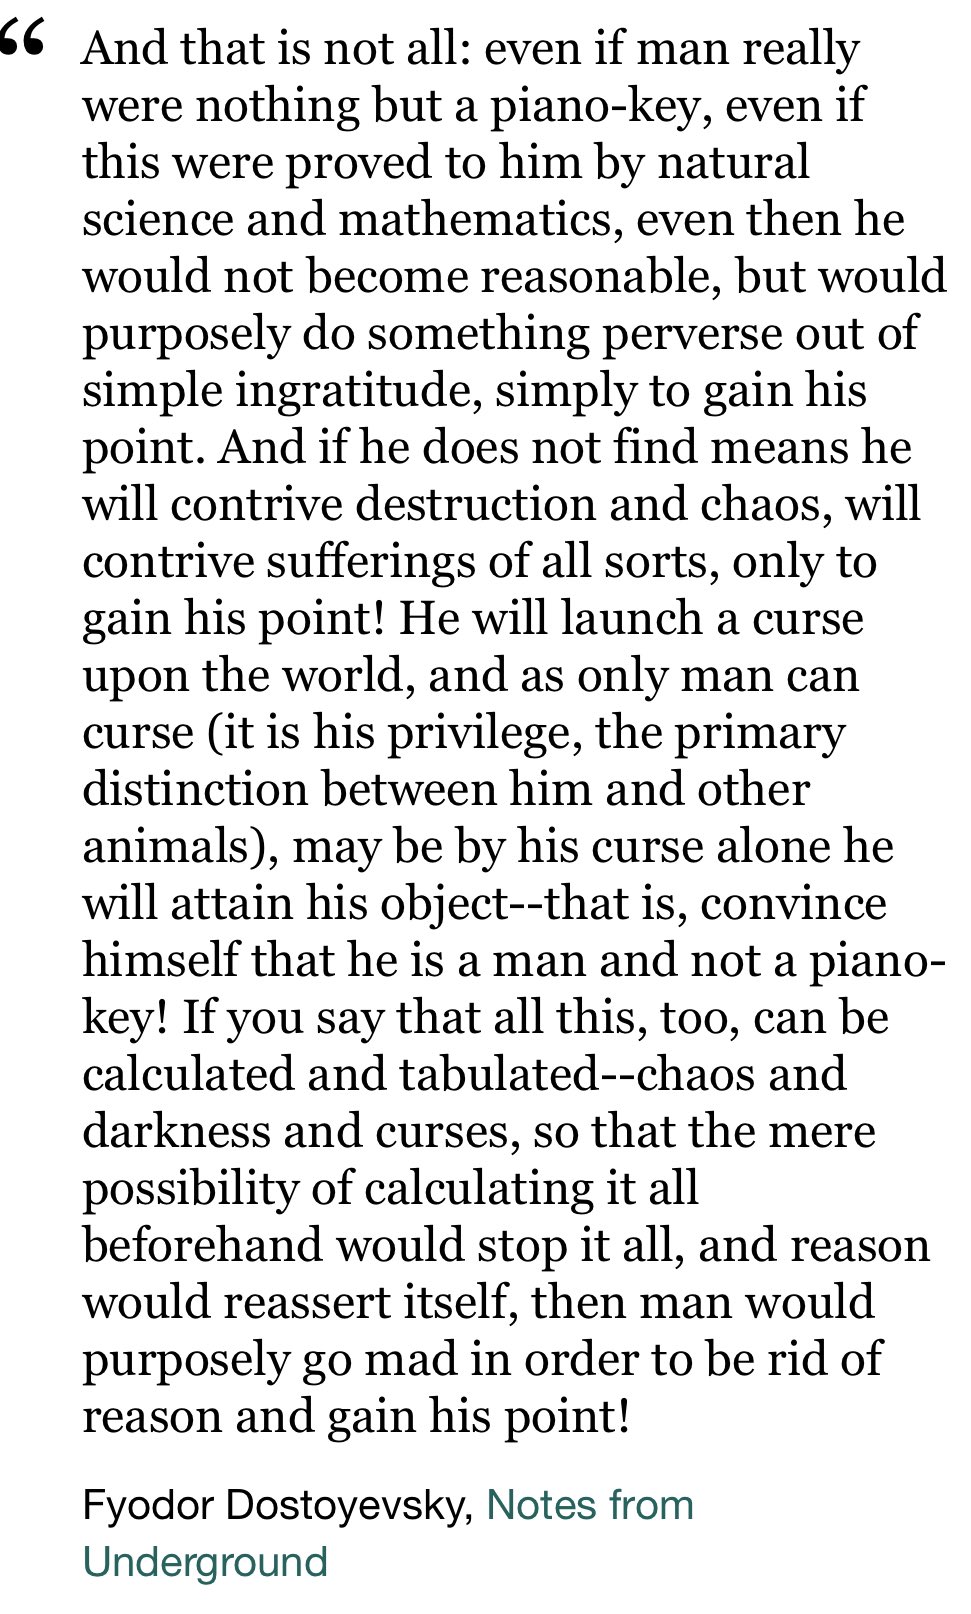 “ And that is not all: even if man really
were nothing but a piano-key, even if
this were proved to him by natural
science and mathematics, even then he
would not become reasonable, but would
purposely do something perverse out of
simple ingratitude, simply to gain his
point. And if he does not find means he
will contrive destruction and chaos, will
contrive sufferings of all sorts, only to
gain his point! He will launch a curse
upon the world, and as only man can
curse (it is his privilege, the primary
distinction between him and other
animals), may be by his curse alone he
will attain his object--that is, convince
himself that he is a man and not a piano-
key! If you say that all this, too, can be
calculated and tabulated--chaos and
darkness and curses, so that the mere
possibility of calculating it all
beforehand would stop it all, and reason
would reassert itself, then man would
purposely go mad in order to be rid of
reason and gain his point!
Fyodor Dostoyevsky, Notes from
Underground